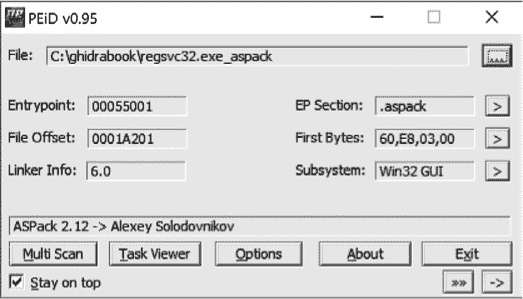 PEiD v0.95
File: C:\ghidrabook\regsvc32.exe_aspack ...
Entrypoint: 00055001 EP Section: .aspack >
File Offset: 0001A201 First Bytes: 60,E8,03,00 >
Linker Info: 6.0 Subsystem: Win32 GUI >
ASPack 2.12 -> Alexey Solodovnikov
Multi Scan Task Viewer Options About Exit
Stay on top »» ->